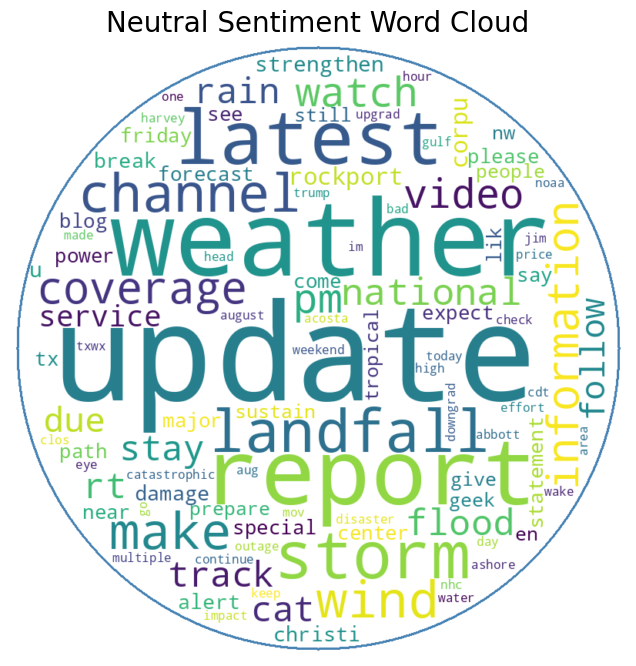 Neutral Sentiment Word Cloud
strengthen
hour
rain
watch
one
see
still
upgrad
harvey
latest
gulf
corpu
nw
friday
break
forecast
rockport
please
people
noaa
channel
trump
video
blog
made
bad
weather
lik
jim
power
head
im
price
u
come
say
coverage
pm
national
information
service
august
acosta
expect
check
follow
tropical
update
tx
txwx
weekend
today
high
cdt
due
major
sustain
landfall
downgrad
effort
abbott
statement
area
clos
path
stay
eye
report
rt
catastrophic
aug
give
wake
damage
geek
near
go
prepare
mov
make
special
disaster
center
flood
en
outage
storm
day
multiple
continue
ashore
track
nhc
keep
wind
water
alert
impact
cat
christi